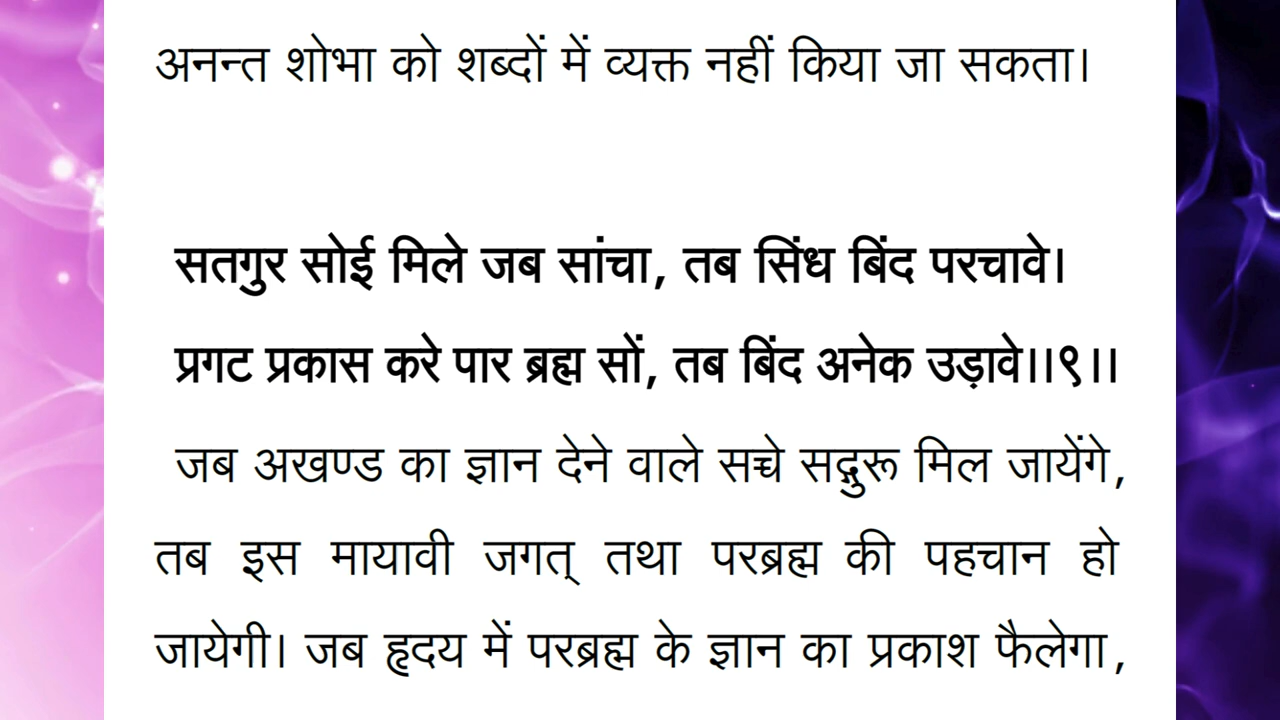 अनन्त शोभा को शब्दों में व्यक्त नहीं किया जा सकता।
सतगुर सोई मिले जब सांचा, तब सिंध बिंद परचावे।
प्रगट प्रकास करे पार ब्रह्म सों, तब बिंद अनेक उड़ावे।।९।।
जब अखण्ड का ज्ञान देने वाले सच्चे सद्गुरू मिल जायेंगे,
तब इस मायावी जगत् तथा परब्रह्म की पहचान हो
जायेगी। जब हृदय में परब्रह्म के ज्ञान का प्रकाश फैलेगा,